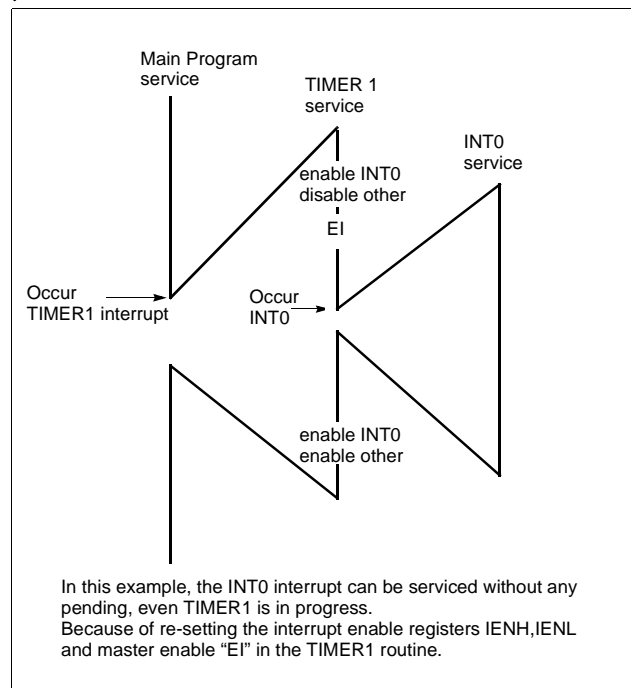 Main Program
service
TIMER 1
service
INT0
service
enable INT0
disable other
EI
Occur
TIMER1 interrupt
Occur
INT0
enable INT0
enable other
In this example, the INT0 interrupt can be serviced without any
pending, even TIMER1 is in progress.
Because of re-setting the interrupt enable registers IENH,IENL
and master enable “EI” in the TIMER1 routine.